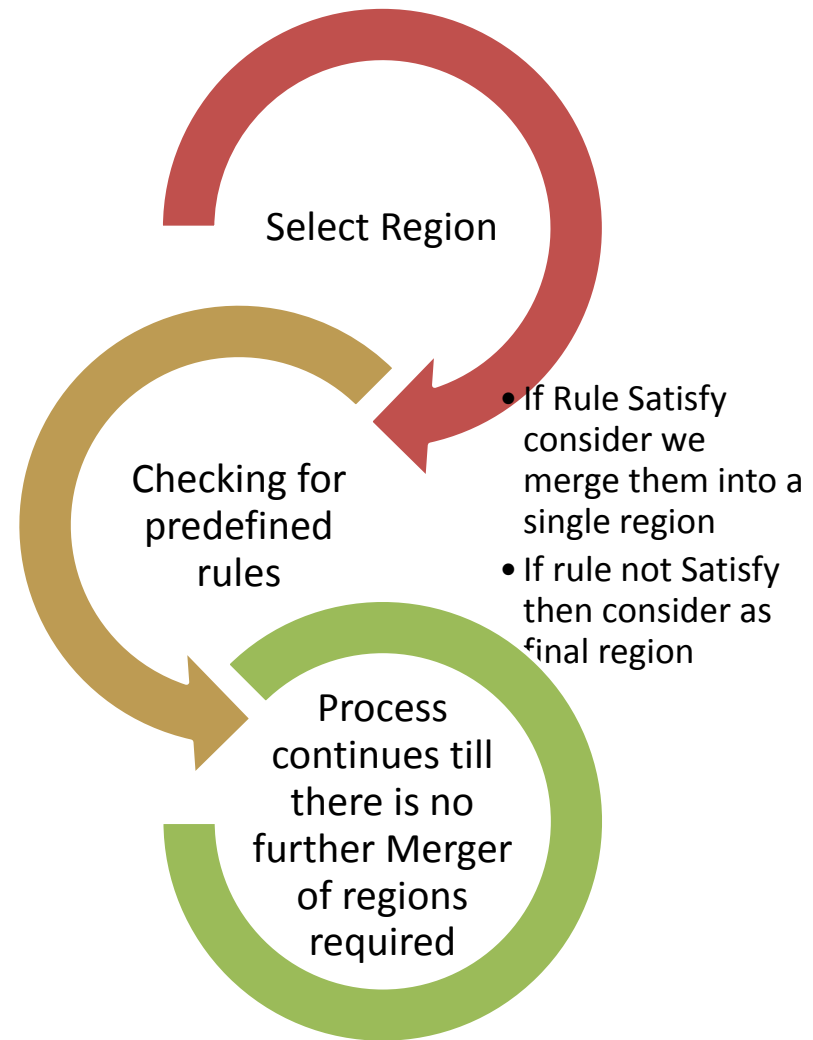 Select Region
Checking for
predefined
rules
• If Rule Satisfy
consider we
merge them into a
single region
• If rule not Satisfy
then consider as
final region
Process
continues till
there is no
further Merger
of regions
required